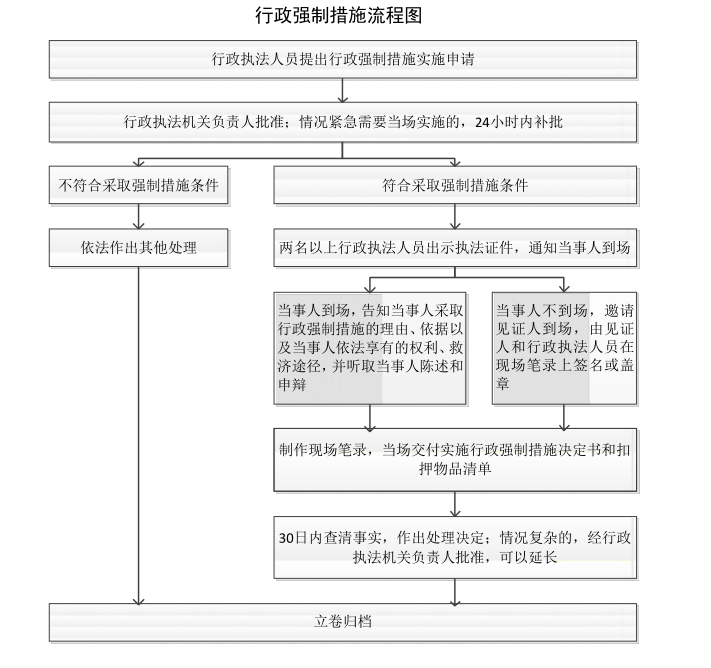 行政强制措施流程图
行政执法人员提出行政强制措施实施申请
行政执法机关负责人批准；情况紧急需要当场实施的，24小时内补批
不符合采取强制措施条件
符合采取强制措施条件
依法作出其他处理
两名以上行政执法人员出示执法证件，通知当事人到场
当事人到场，告知当事人采取
行政强制措施的理由、依据以
及当事人依法享有的权利、救
济途径，并听取当事人陈述和
申辩
当事人不到场，邀请
见证人到场，由见证
人和行政执法人员在
现场笔录上签名或盖
章
制作现场笔录，当场交付实施行政强制措施决定书和扣
押物品清单
30日内查清事实，作出处理决定；情况复杂的，经行政
执法机关负责人批准，可以延长
立卷归档